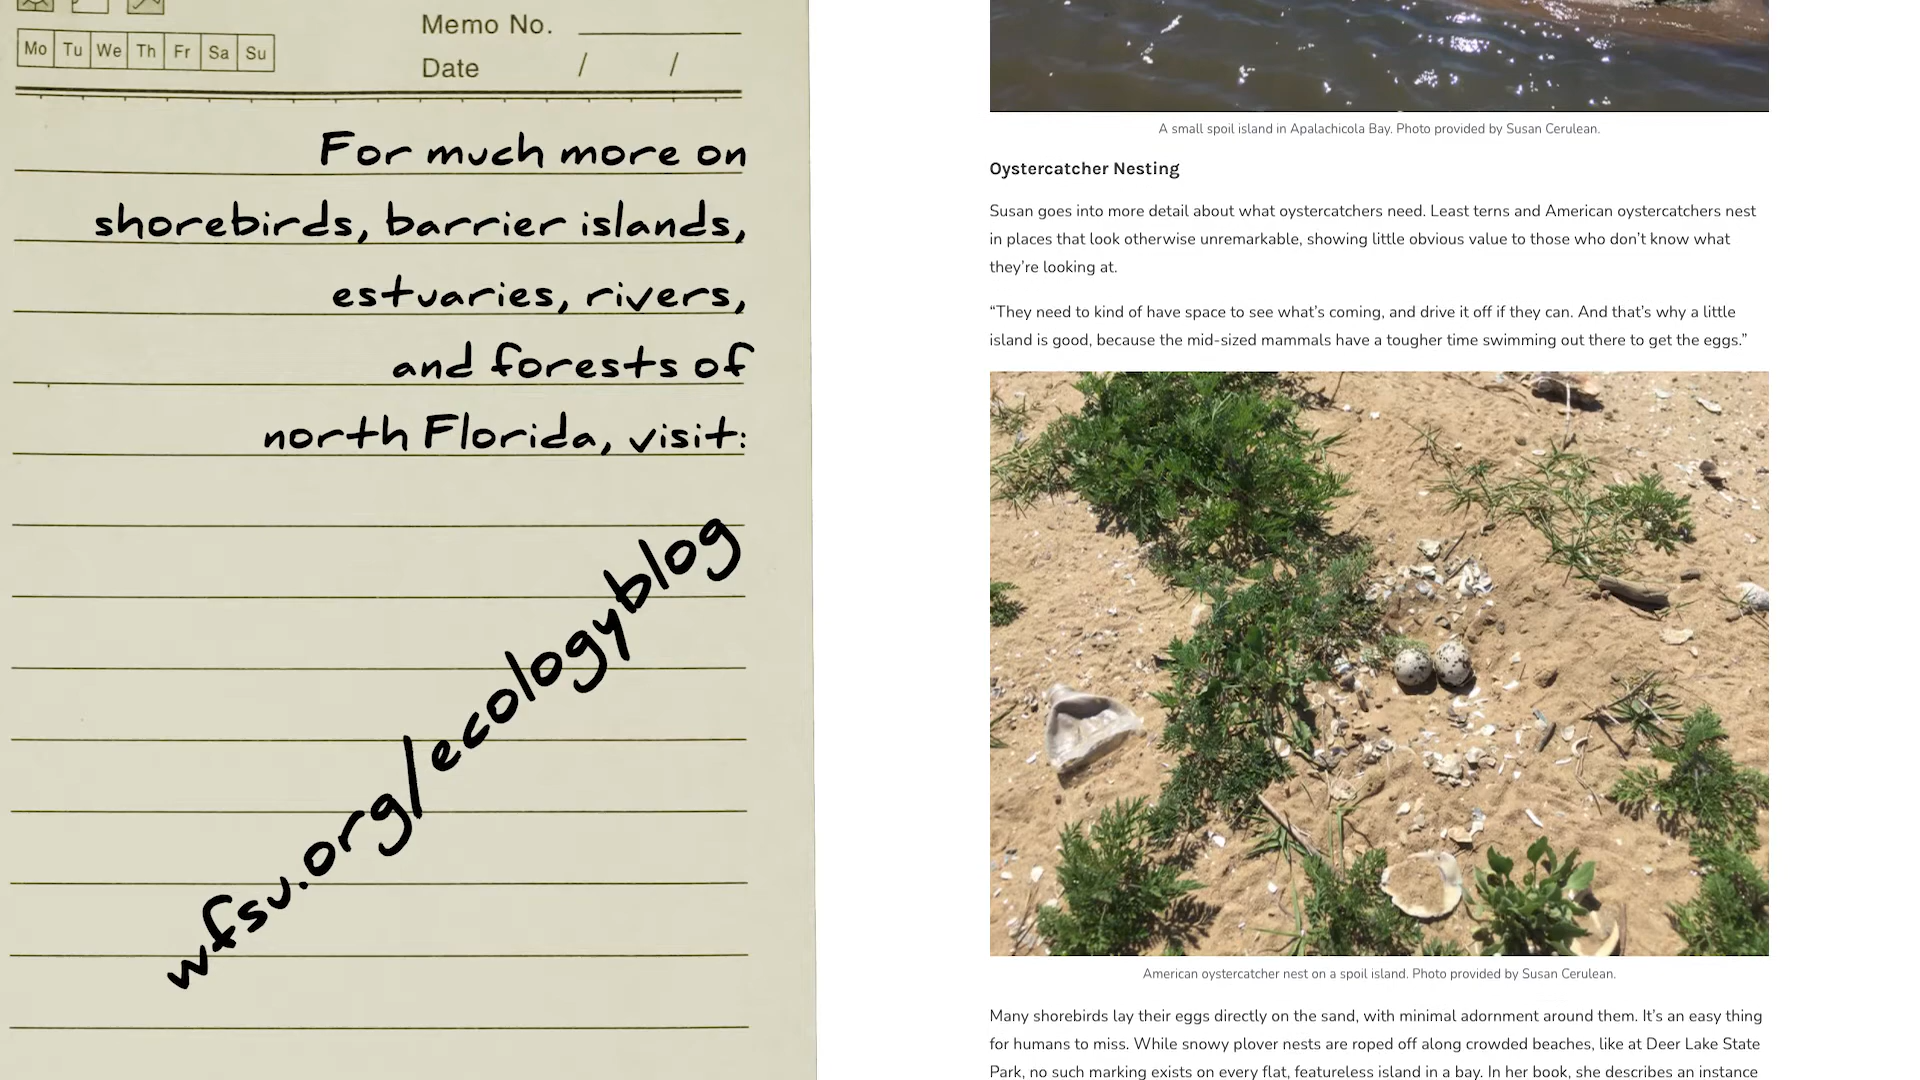 Memo No.
Mo Tu We Th Fr Sa Su
Date / /
For much more on
shorebirds, barrier islands,
estuaries, rivers,
and forests of
north Florida, visit:
wfsu.org/ecologyblog
A small spoil island in Apalachicola Bay. Photo provided by Susan Cerulean.
Oystercatcher Nesting
Susan goes into more detail about what oystercatchers need. Least terns and American oystercatchers nest
in places that look otherwise unremarkable, showing little obvious value to those who don’t know what
they’re looking at.
“They need to kind of have space to see what’s coming, and drive it off if they can. And that’s why a little
island is good, because the mid-sized mammals have a tougher time swimming out there to get the eggs.”
American oystercatcher nest on a spoil island. Photo provided by Susan Cerulean.
Many shorebirds lay their eggs directly on the sand, with minimal adornment around them. It’s an easy thing
for humans to miss. While snowy plover nests are roped off along crowded beaches, like at Deer Lake State
Park, no such marking exists on every flat, featureless island in a bay. In her book, she describes an instance